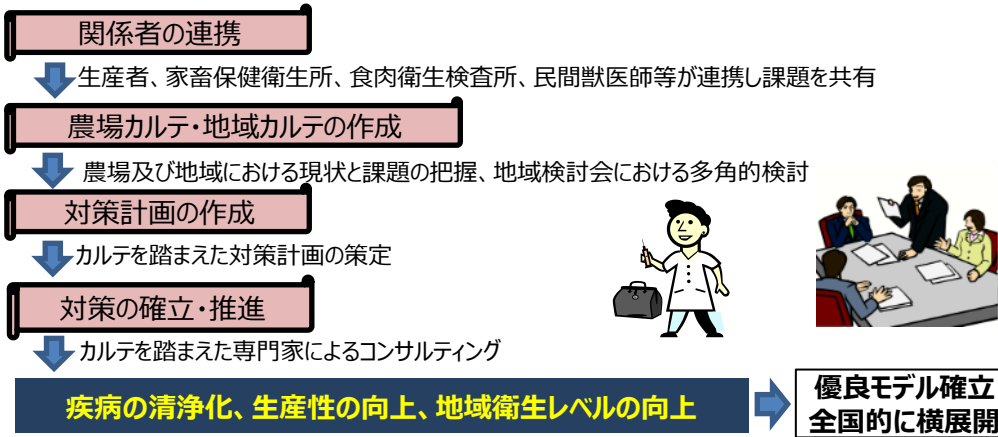 関係者の連携
生産者、家畜保健衛生所、食肉衛生検査所、民間獣医師等が連携し課題を共有
農場カルテ・地域カルテの作成
農場及び地域における現状と課題の把握、地域検討会における多角的検討
対策計画の作成
カルテを踏まえた対策計画の策定
対策の確立・推進
カルテを踏まえた専門家によるコンサルティング
疾病の清浄化、生産性の向上、地域衛生レベルの向上
優良モデル確立
全国的に横展開